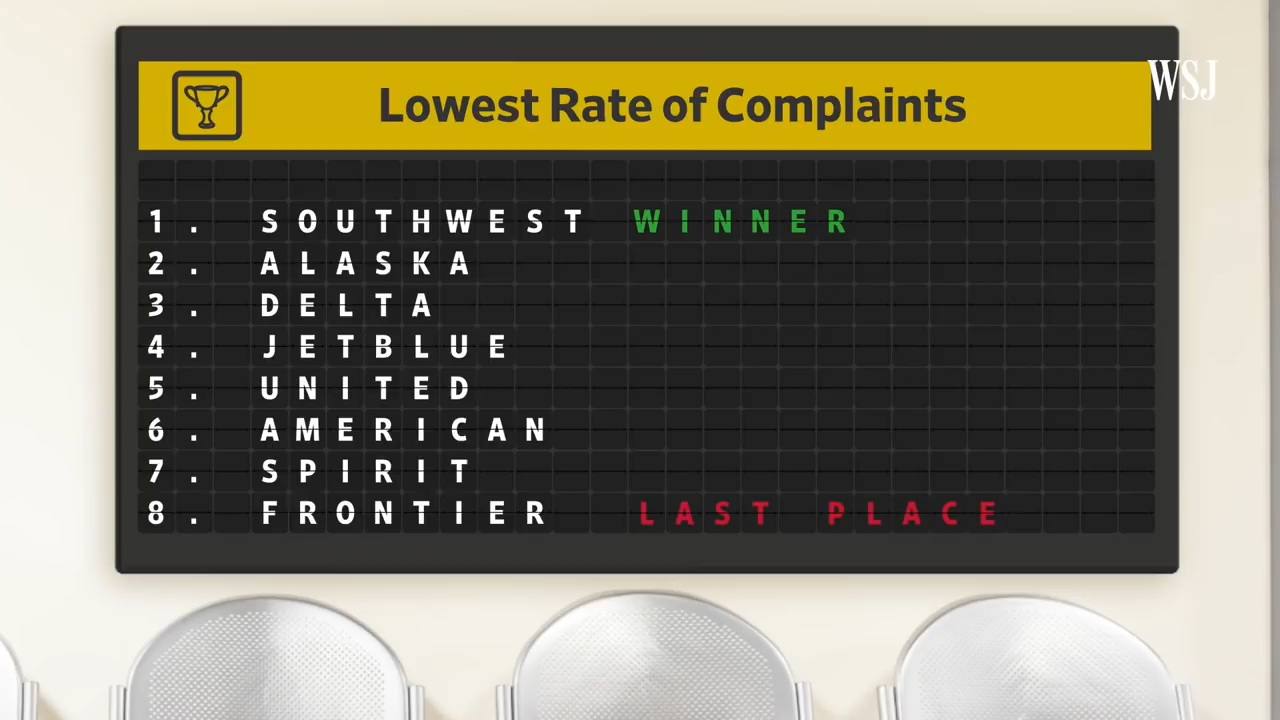 WSJ
Lowest Rate of Complaints
1. SOUTHWEST WINNER
2. ALASKA
3. DELTA
4. JETBLUE
5. UNITED
6. AMERICAN
7. SPIRIT
8. FRONTIER LAST PLACE